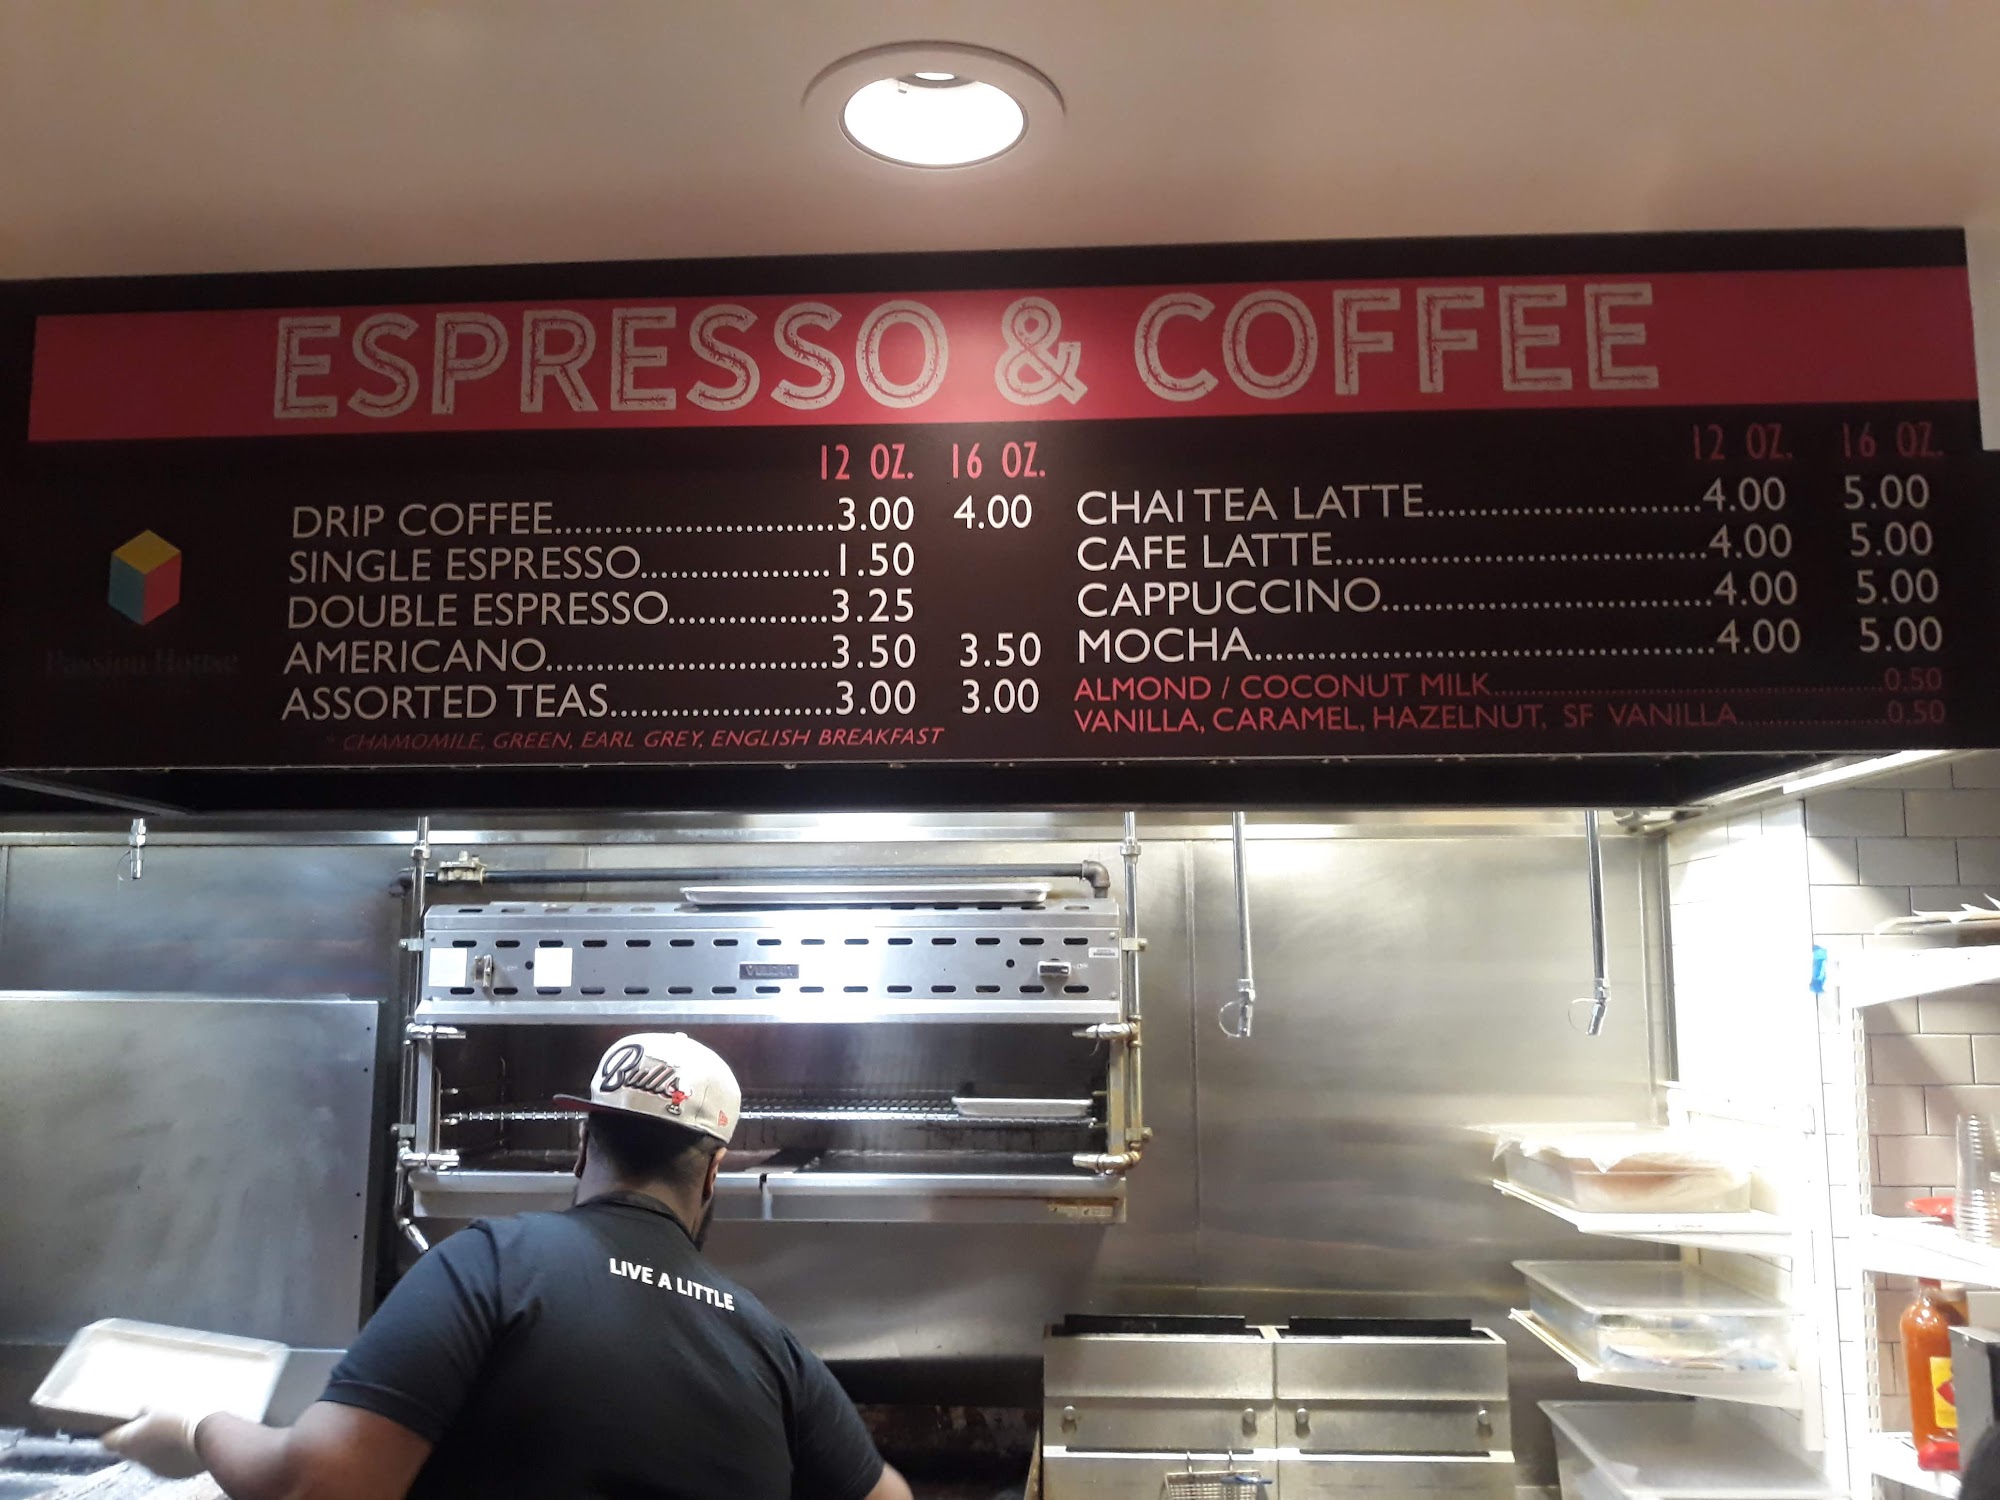 ESPRESSO & COFFEE
12 OZ. 16 OZ.
DRIP COFFEE............................3.00 4.00
SINGLE ESPRESSO...................1.50
DOUBLE ESPRESSO................3.25
AMERICANO............................3.50 3.50
ASSORTED TEAS......................3.00 3.00
* CHAMOMILE, GREEN, EARL GREY, ENGLISH BREAKFAST
12 OZ. 16 OZ.
CHAI TEA LATTE..........................4.00 5.00
CAFE LATTE...................................4.00 5.00
CAPPUCCINO...............................4.00 5.00
MOCHA...........................................4.00 5.00
ALMOND / COCONUT MILK.......................................0.50
VANILLA, CARAMEL, HAZELNUT, SF VANILLA...............0.50
Passion House
VULCAN
Bulls
LIVE A LITTLE